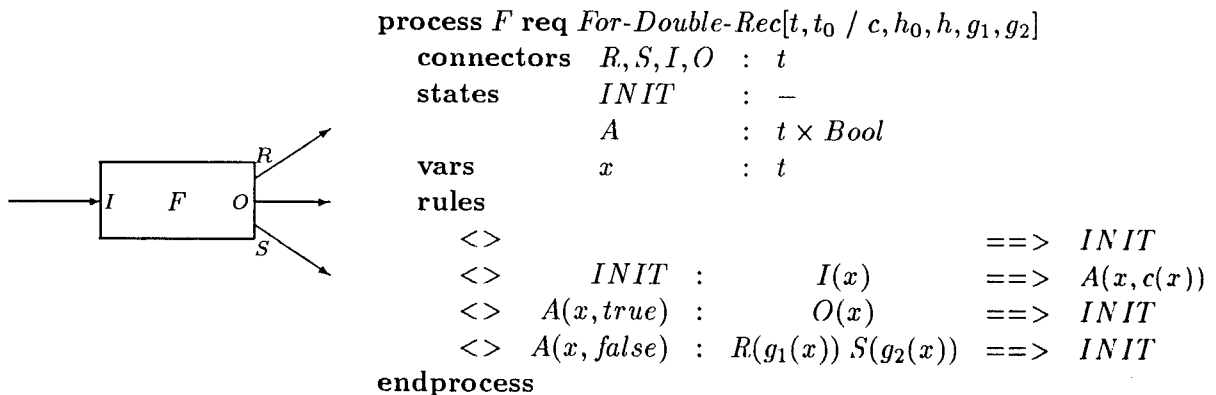 process F req For-Double-Rec[t, t₀ / c, h₀, h, g₁, g₂]
connectors R, S, I, O : t
states INIT : –
A : t × Bool
vars x : t
rules
<> ==> INIT
<> INIT : I(x) ==> A(x, c(x))
<> A(x, true) : O(x) ==> INIT
<> A(x, false) : R(g₁(x)) S(g₂(x)) ==> INIT
endprocess
R
I F O
S